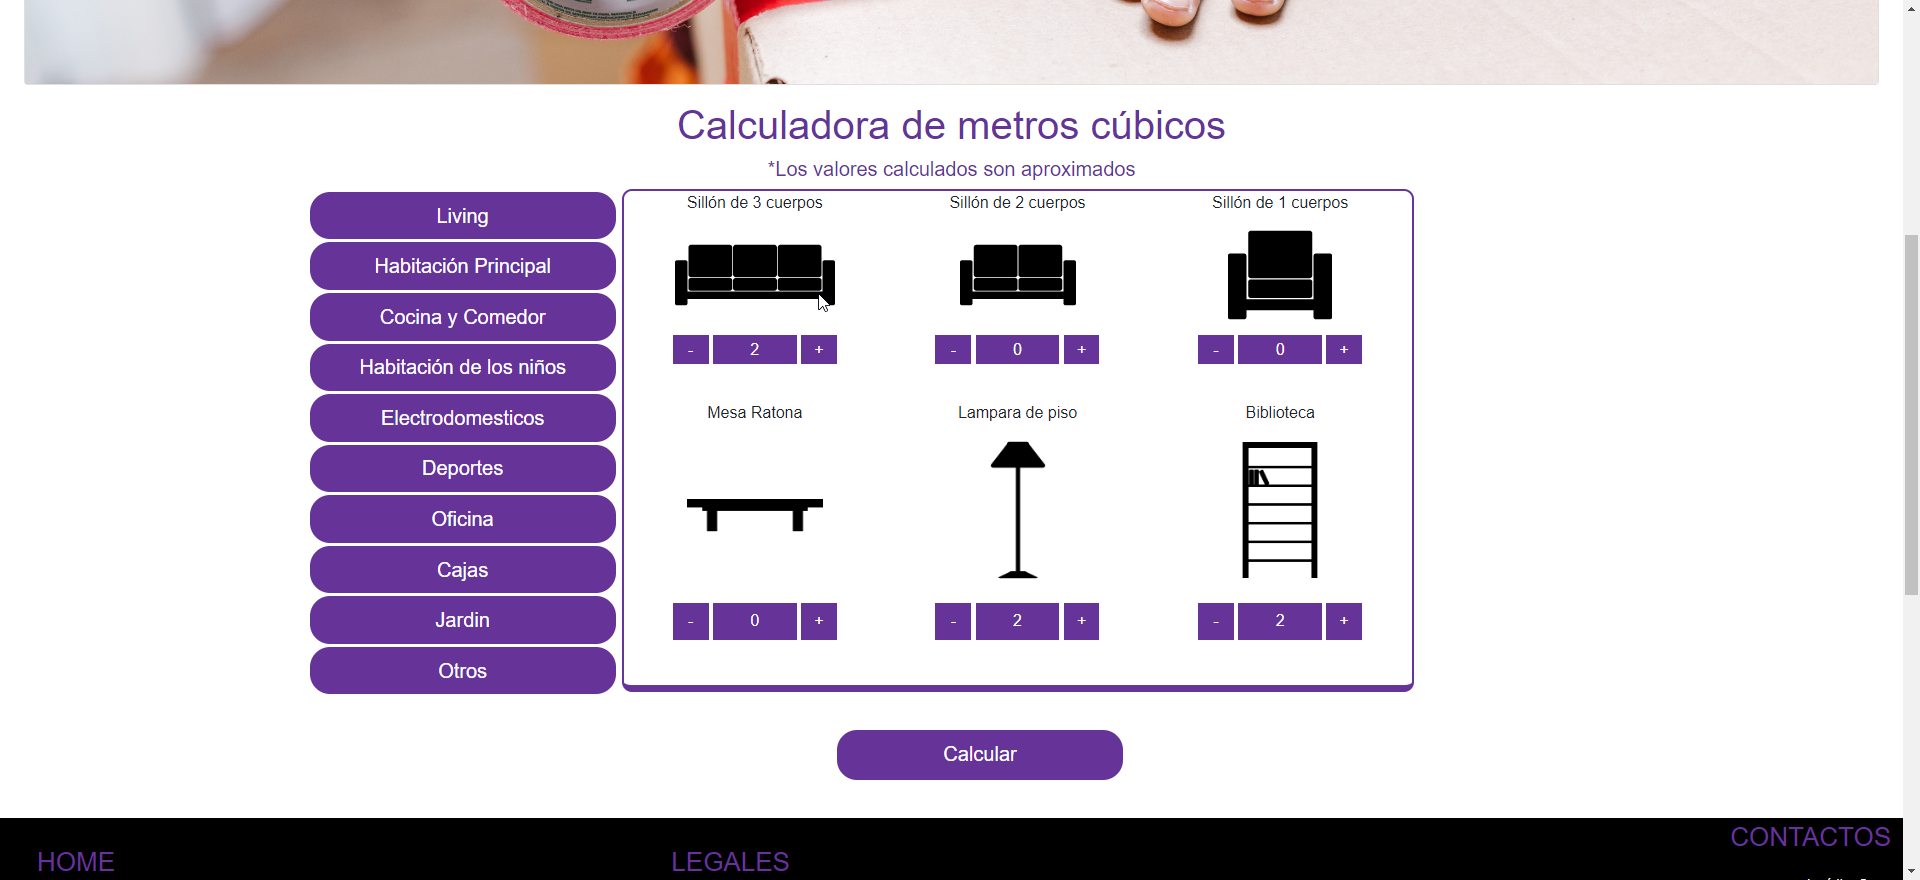 Calculadora de metros cúbicos
*Los valores calculados son aproximados
Living
Habitación Principal
Cocina y Comedor
Habitación de los niños
Electrodomesticos
Deportes
Oficina
Cajas
Jardin
Otros
Sillón de 3 cuerpos
Sillón de 2 cuerpos
Sillón de 1 cuerpos
- 2 +
- 0 +
- 0 +
Mesa Ratona
Lampara de piso
Biblioteca
- 0 +
- 2 +
- 2 +
Calcular
HOME
LEGALES
CONTACTOS